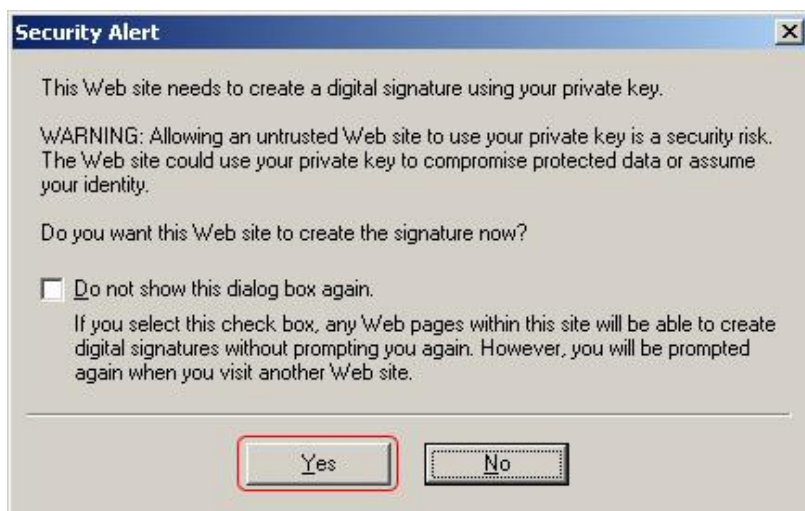 Security Alert
This Web site needs to create a digital signature using your private key.
WARNING: Allowing an untrusted Web site to use your private key is a security risk.
The Web site could use your private key to compromise protected data or assume
your identity.
Do you want this Web site to create the signature now?
Do not show this dialog box again.
If you select this check box, any Web pages within this site will be able to create
digital signatures without prompting you again. However, you will be prompted
again when you visit another Web site.
Yes No